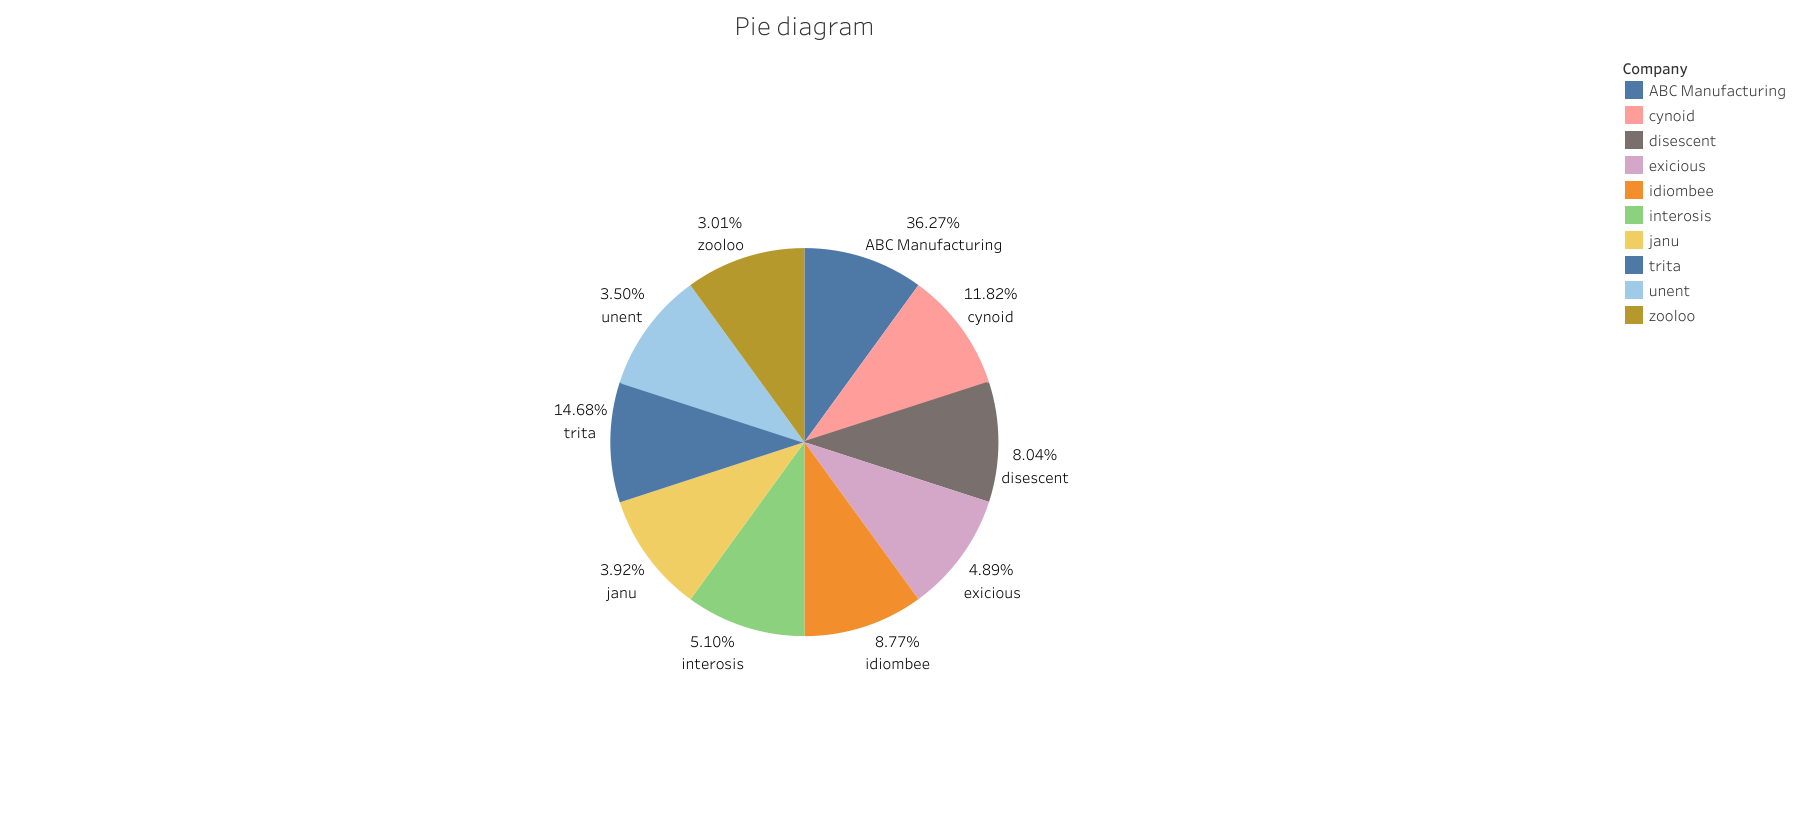 Pie diagram
Company
ABC Manufacturing
cynoid
disescent
exicious
idiombee
interosis
janu
trita
unent
zooloo
36.27%
ABC Manufacturing
11.82%
cynoid
8.04%
disescent
4.89%
exicious
8.77%
idiombee
5.10%
interosis
3.92%
janu
14.68%
trita
3.50%
unent
3.01%
zooloo